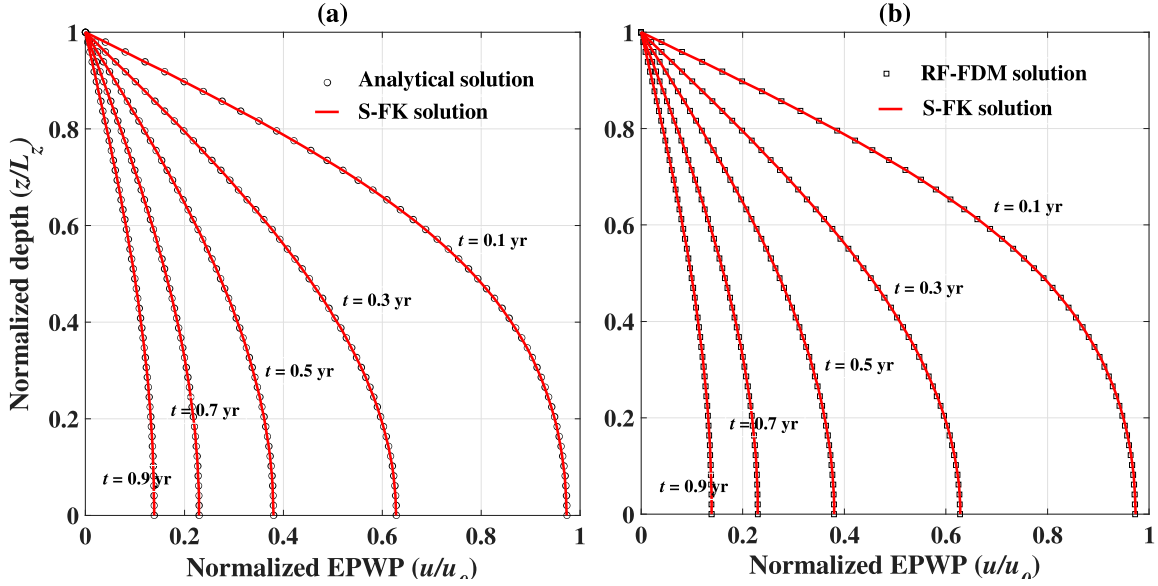 (a)
Analytical solution
S-FK solution
t = 0.1 yr
t = 0.3 yr
t = 0.5 yr
t = 0.7 yr
t = 0.9 yr
1
0.8
0.6
0.4
0.2
0
0
0.2
0.4
0.6
0.8
1
Normalized depth (z/L_z)
Normalized EPWP (u/u_o)
(b)
RF-FDM solution
S-FK solution
t = 0.1 yr
t = 0.3 yr
t = 0.5 yr
t = 0.7 yr
t = 0.9 yr
1
0.8
0.6
0.4
0.2
0
0
0.2
0.4
0.6
0.8
1
Normalized EPWP (u/u_o)